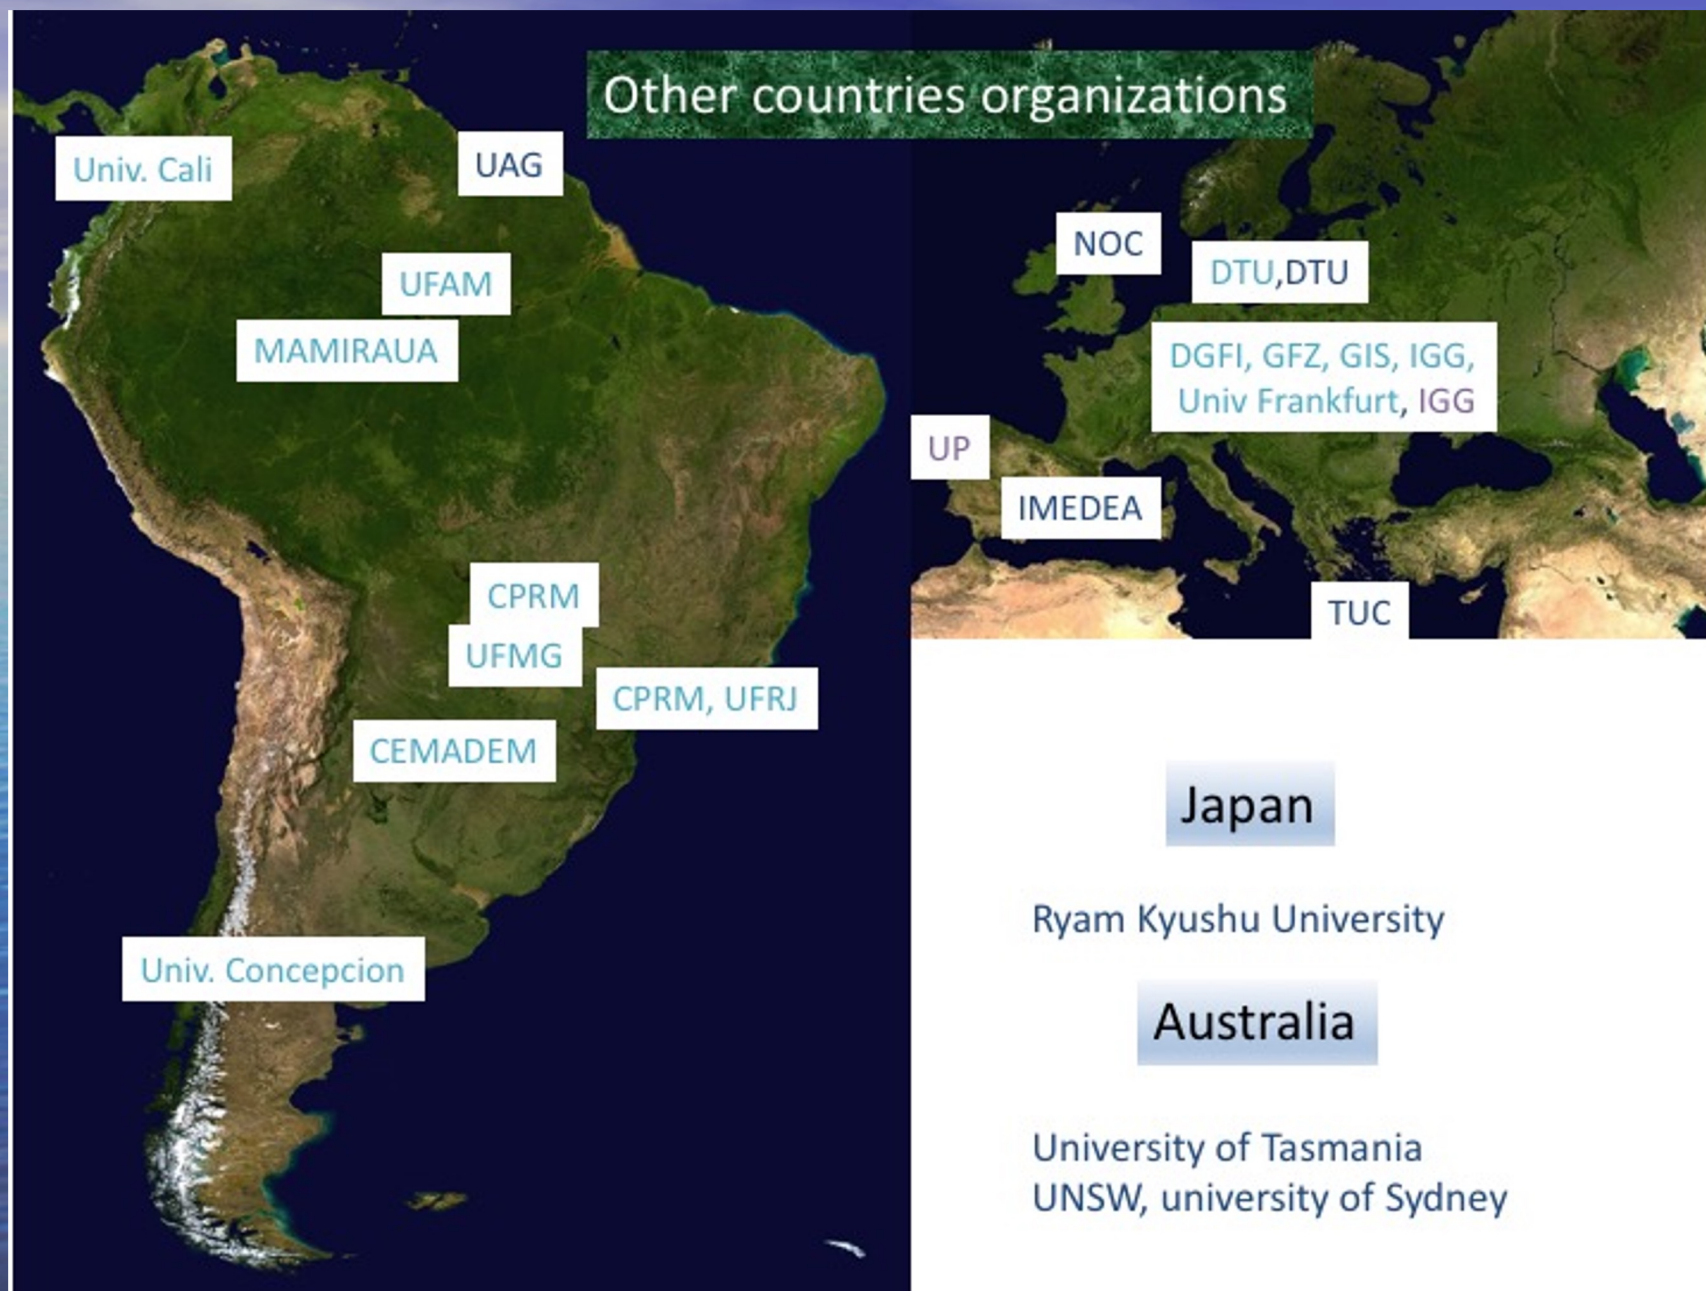 Other countries organizations
Univ. Cali
UAG
UFAM
MAMIRAUA
CPRM
UFMG
CPRM, UFRJ
CEMADEM
Univ. Concepcion
NOC
DTU,DTU
DGFI, GFZ, GIS, IGG,
Univ Frankfurt, IGG
UP
IMEDEA
TUC
Japan
Ryam Kyushu University
Australia
University of Tasmania
UNSW, university of Sydney